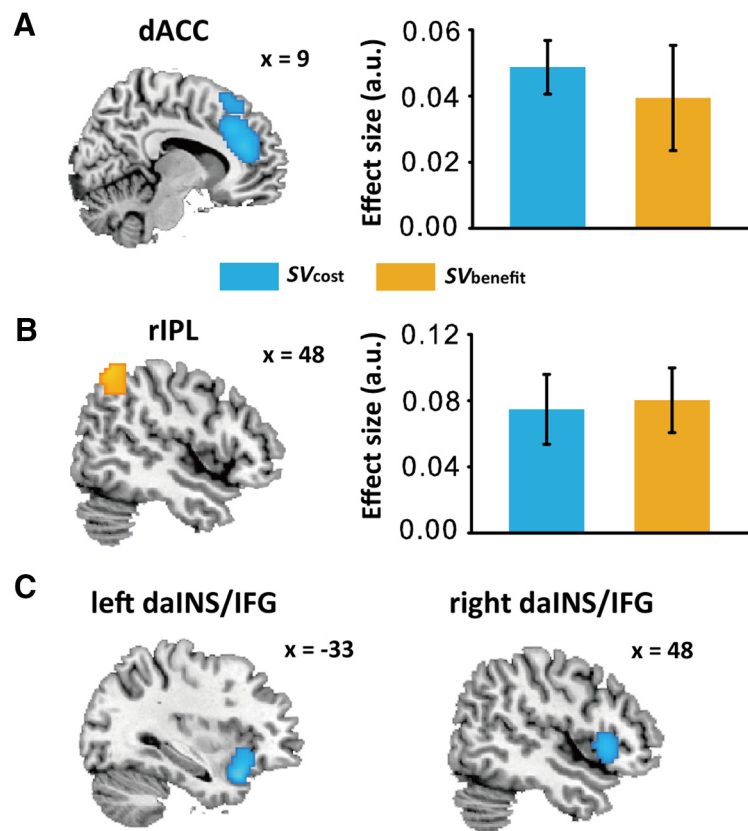 A
dACC
x = 9
Effect size (a.u.)
0.06
0.04
0.02
0.00
SVcost
SVbenefit
B
rIPL
x = 48
Effect size (a.u.)
0.12
0.08
0.04
0.00
C
left daINS/IFG
x = -33
right daINS/IFG
x = 48